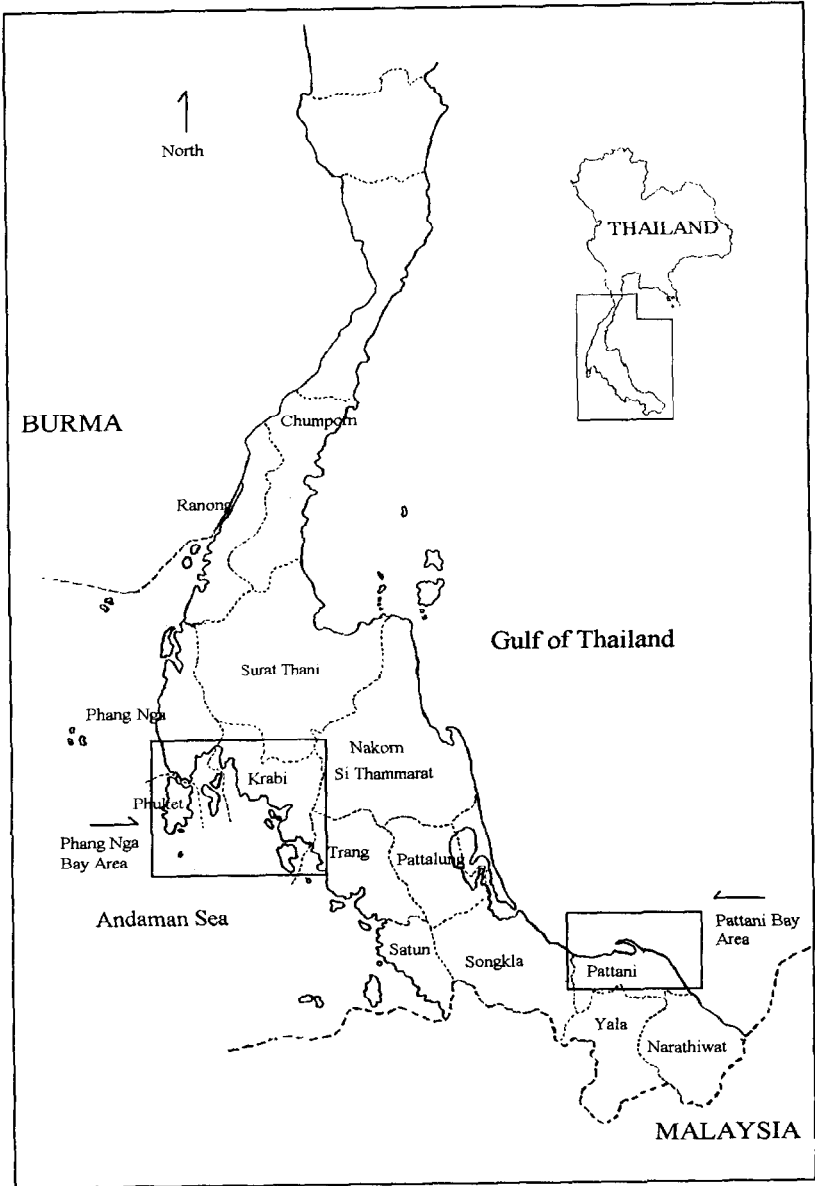 North
THAILAND
BURMA
Chumporn
Ranong
Gulf of Thailand
Surat Thani
Phang Nga
Nakorn
Si Thammarat
Krabi
Phuket
Phang Nga
Bay Area
Trang
Pattalung
Andaman Sea
Pattani Bay
Area
Satun
Songkla
Pattani
Yala
Narathiwat
MALAYSIA